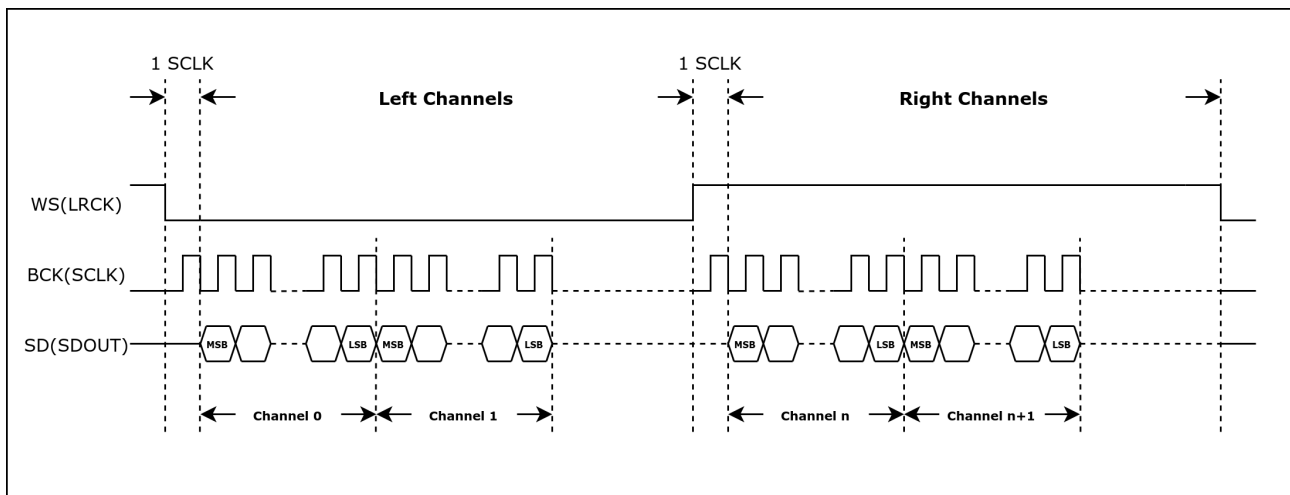 1 SCLK 1 SCLK
Left Channels Right Channels
WS(LRCK)
BCK(SCLK)
SD(SDOUT) MSB LSB MSB LSB MSB LSB MSB LSB
Channel 0 Channel 1 Channel n Channel n+1